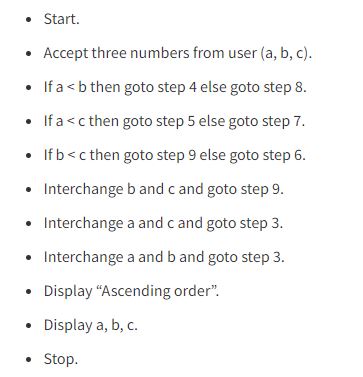 • Start.
• Accept three numbers from user (a, b, c).
• If a < b then goto step 4 else goto step 8.
• If a < c then goto step 5 else goto step 7.
• If b < c then goto step 9 else goto step 6.
• Interchange b and c and goto step 9.
• Interchange a and c and goto step 3.
• Interchange a and b and goto step 3.
• Display “Ascending order”.
• Display a, b, c.
• Stop.